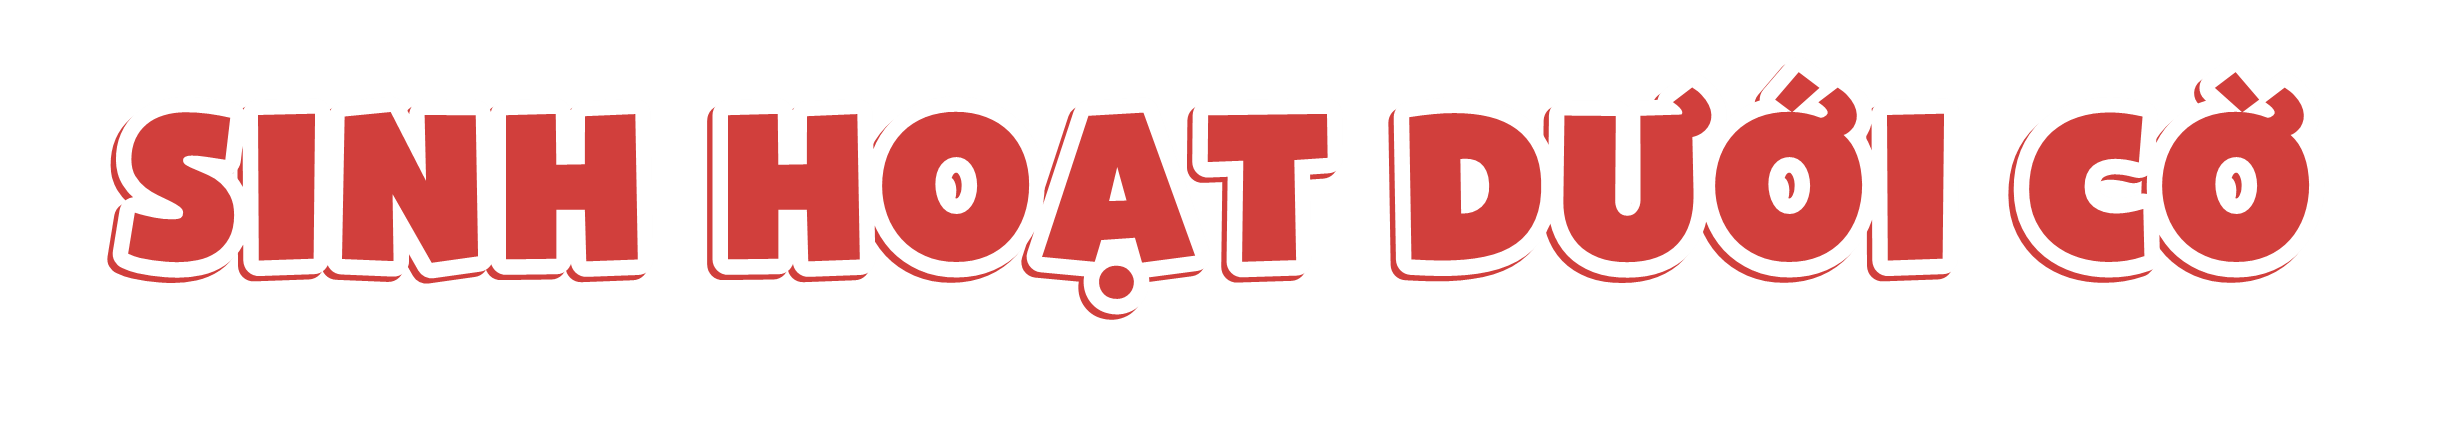 SINH HOẠT DƯỚI CỜ